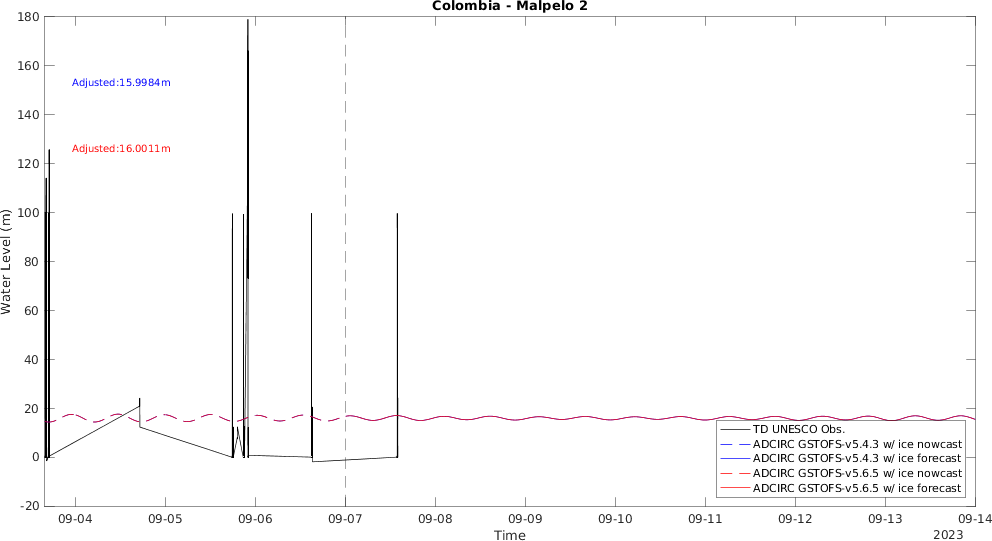 Colombia - Malpelo 2
180
160
140
120
100
80
60
40
20
0
-20
Water Level (m)
Adjusted:15.9984m
Adjusted:16.0011m
TD UNESCO Obs.
ADCIRC GSTOFS-v5.4.3 w/ ice nowcast
ADCIRC GSTOFS-v5.4.3 w/ ice forecast
ADCIRC GSTOFS-v5.6.5 w/ ice nowcast
ADCIRC GSTOFS-v5.6.5 w/ ice forecast
09-04 09-05 09-06 09-07 09-08 09-09 09-10 09-11 09-12 09-13 09-14
Time
2023